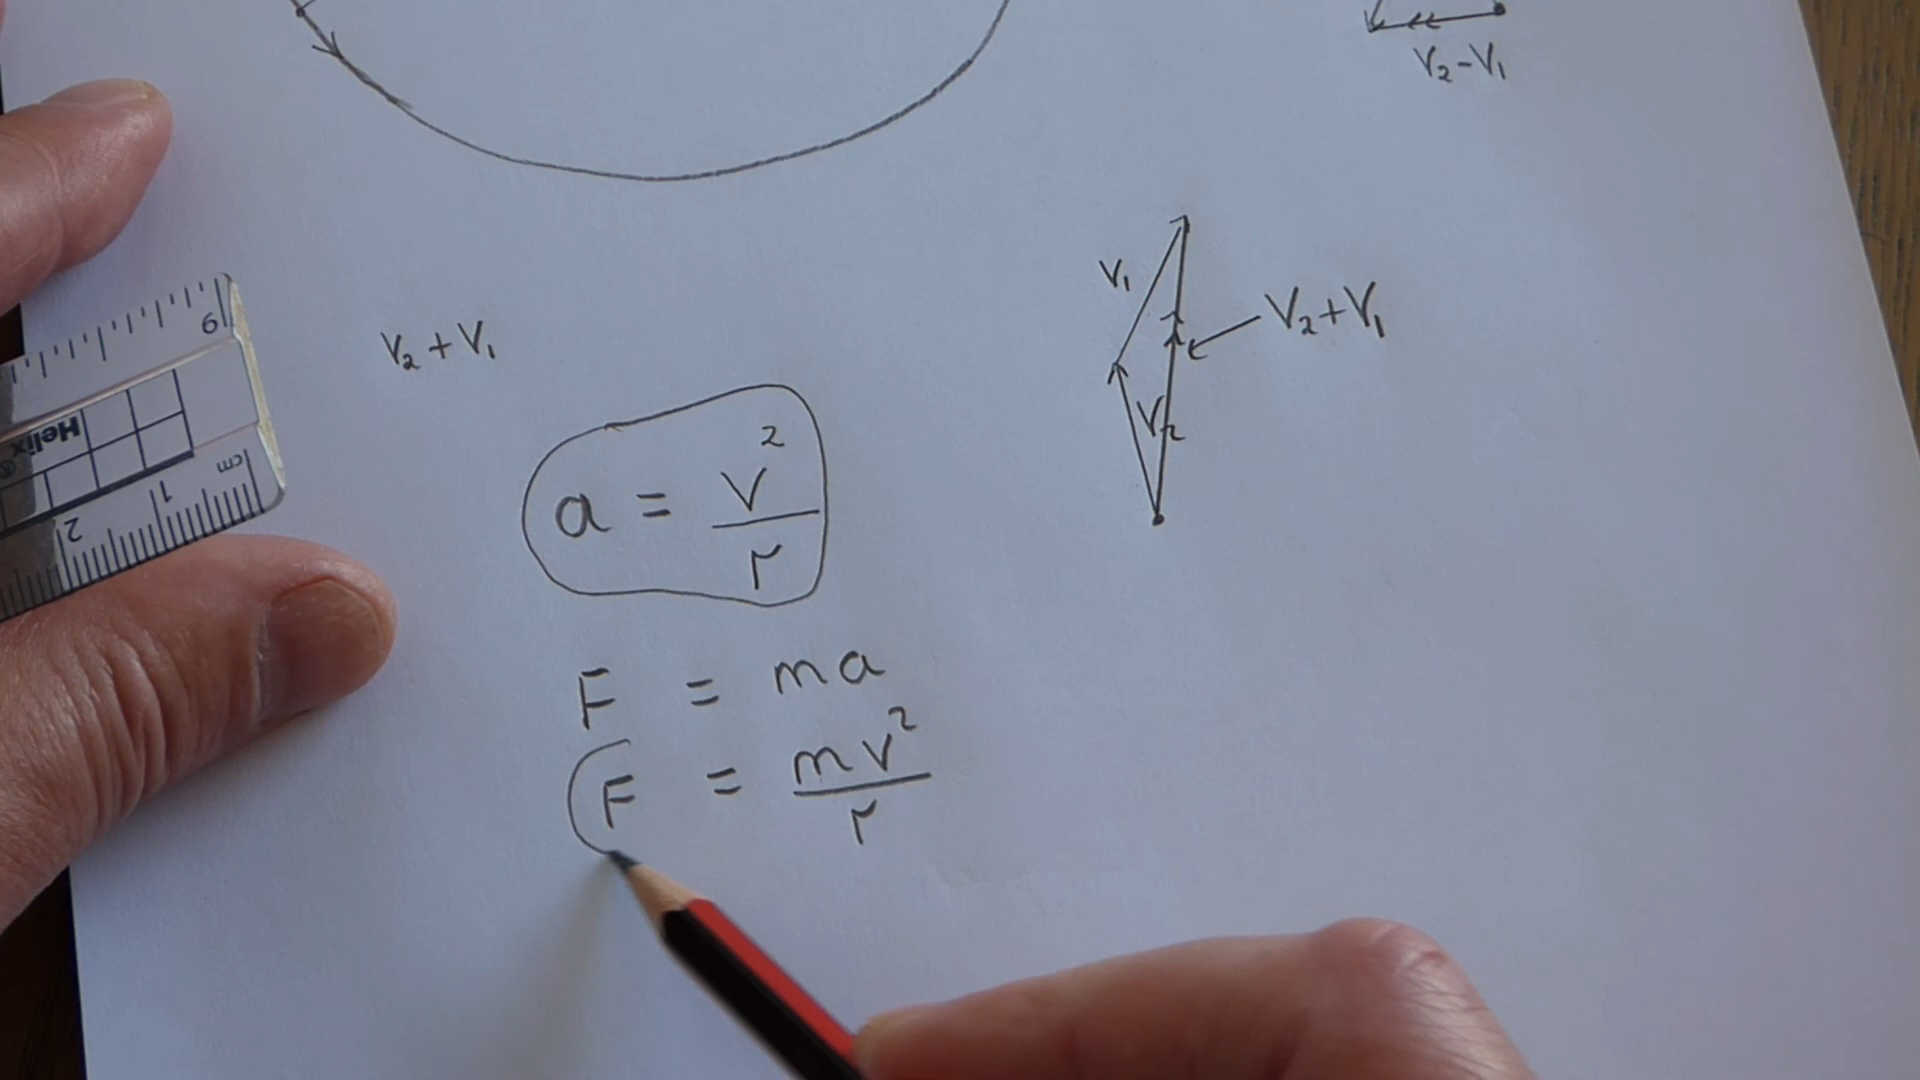 V₂-V₁
V₁
V₂+V₁
V₂
V₂+V₁
a = v²/r
F = ma
F = mv²/r
Helix®
cm
1
2
6